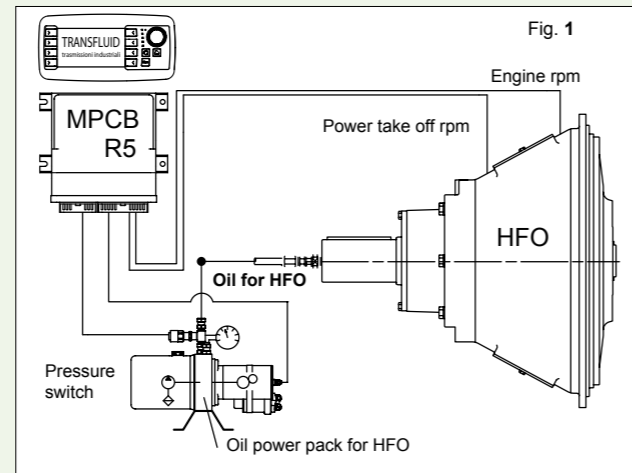 Fig. 1
TRANSFLUID
trasmissioni industriali
Engine rpm
MPCB
R5
Power take off rpm
HFO
Oil for HFO
Pressure
switch
Oil power pack for HFO